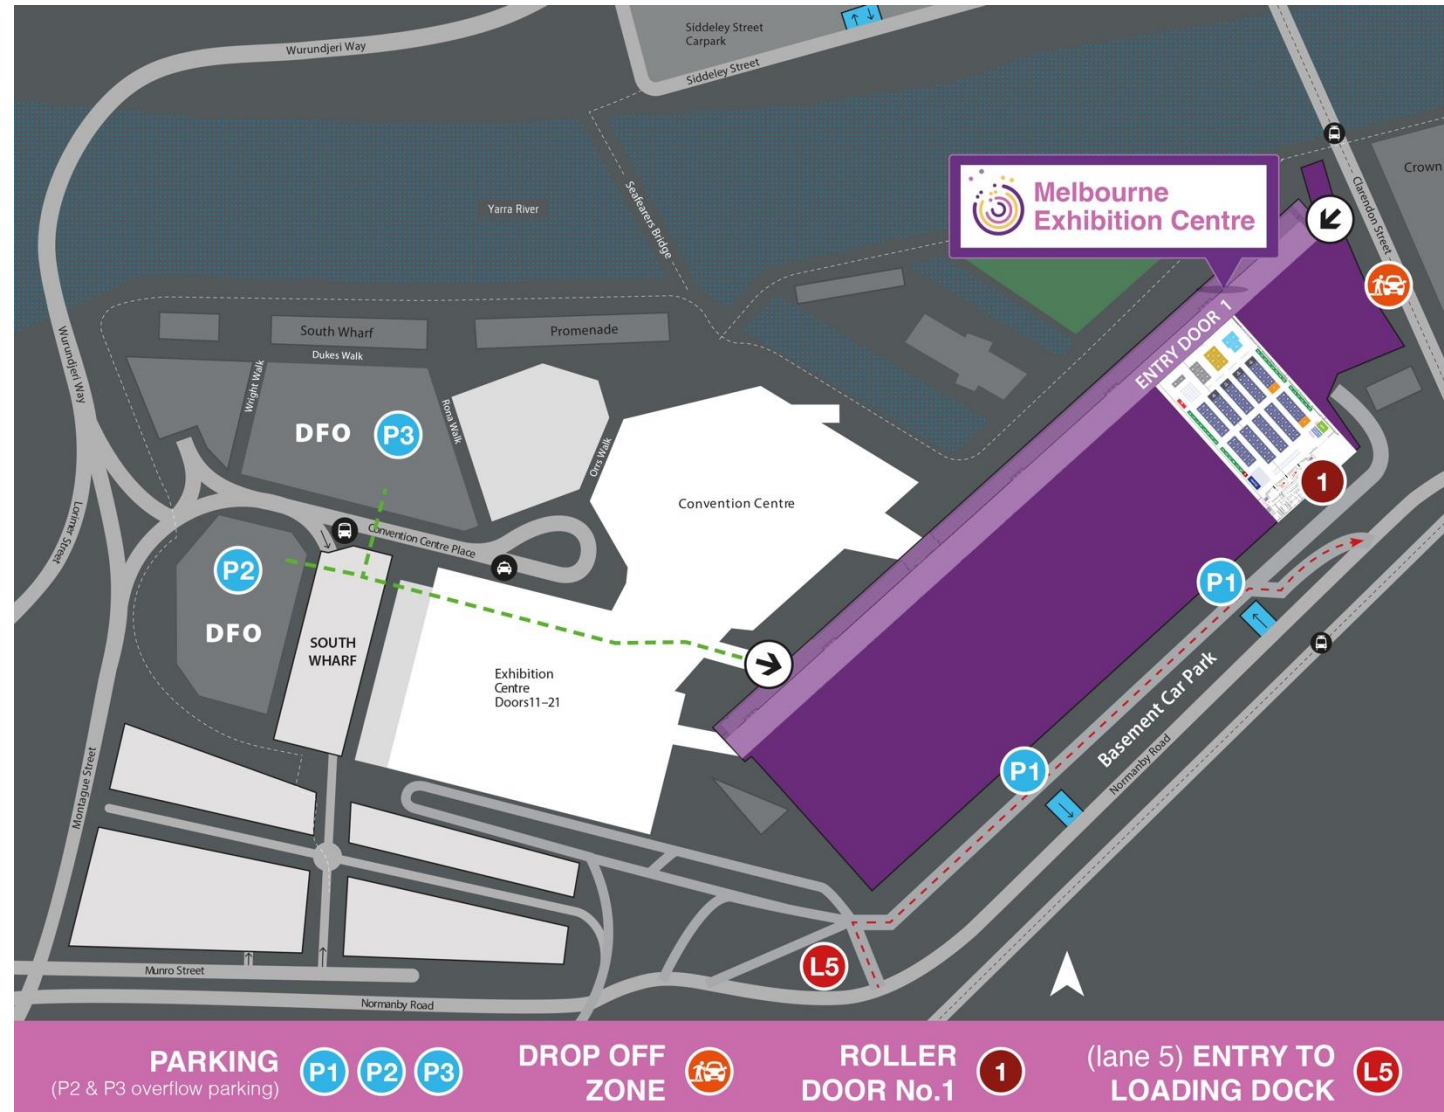 Siddeley Street
Carpark
Wurundjeri Way
Siddeley Street
Crown
Clarendon Street
Melbourne
Exhibition Centre
Seafearers Bridge
Yarra River
South Wharf
Promenade
Dukes Walk
ENTRY DOOR 1
Wurundjeri Way
Wright Walk
Rona Walk
DFO
P3
Orrs Walk
1
Convention Centre
Lorimer Street
Convention Centre Place
P2
DFO
P1
SOUTH
WHARF
Exhibition
Centre
Doors11–21
Basement Car Park
P1
Normanby Road
Montague Street
L5
Munro Street
Normanby Road
PARKING
(P2 & P3 overflow parking)
P1 P2 P3
DROP OFF
ZONE
ROLLER
DOOR No.1
1
(lane 5) ENTRY TO
LOADING DOCK
L5